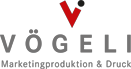 VÖGELI
Marketingproduktion & Druck